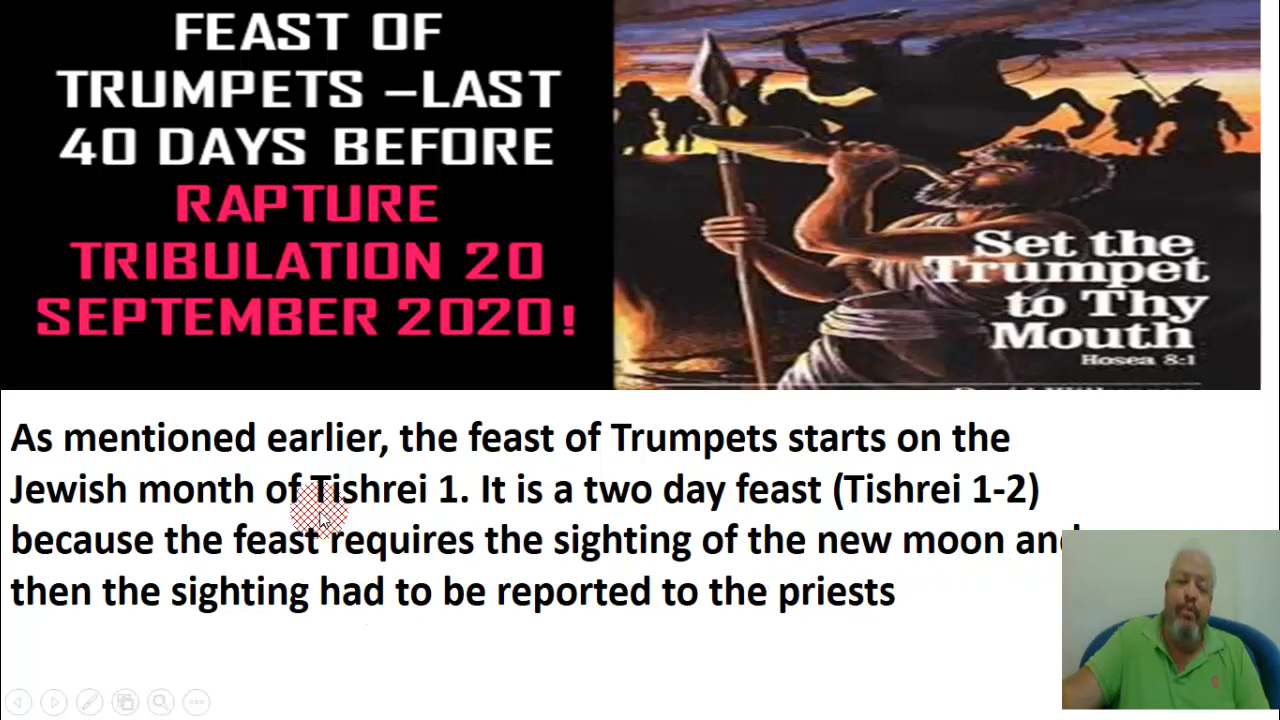 FEAST OF
TRUMPETS –LAST
40 DAYS BEFORE
RAPTURE
TRIBULATION 20
SEPTEMBER 2020!
Set the
Trumpet
to Thy
Mouth
Hosea 8:1
As mentioned earlier, the feast of Trumpets starts on the
Jewish month of Tishrei 1. It is a two day feast (Tishrei 1-2)
because the feast requires the sighting of the new moon and
then the sighting had to be reported to the priests